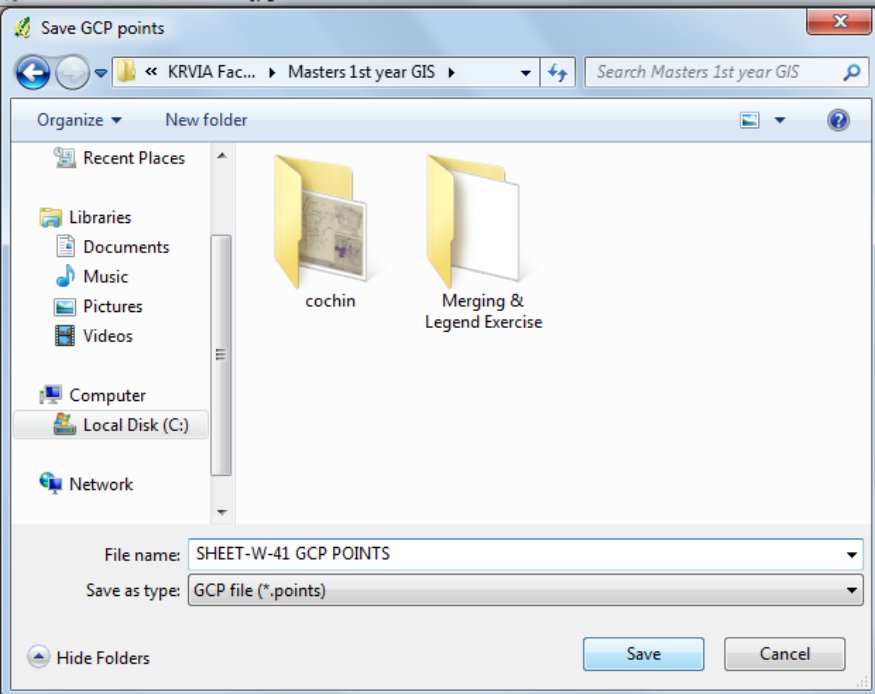 Save GCP points
« KRVIA Fac... Masters 1st year GIS
Search Masters 1st year GIS
Organize New folder
Recent Places
Libraries
Documents
Music
Pictures
Videos
Computer
Local Disk (C:)
Network
cochin
Merging &
Legend Exercise
File name: SHEET-W-41 GCP POINTS
Save as type: GCP file (*.points)
Hide Folders
Save Cancel